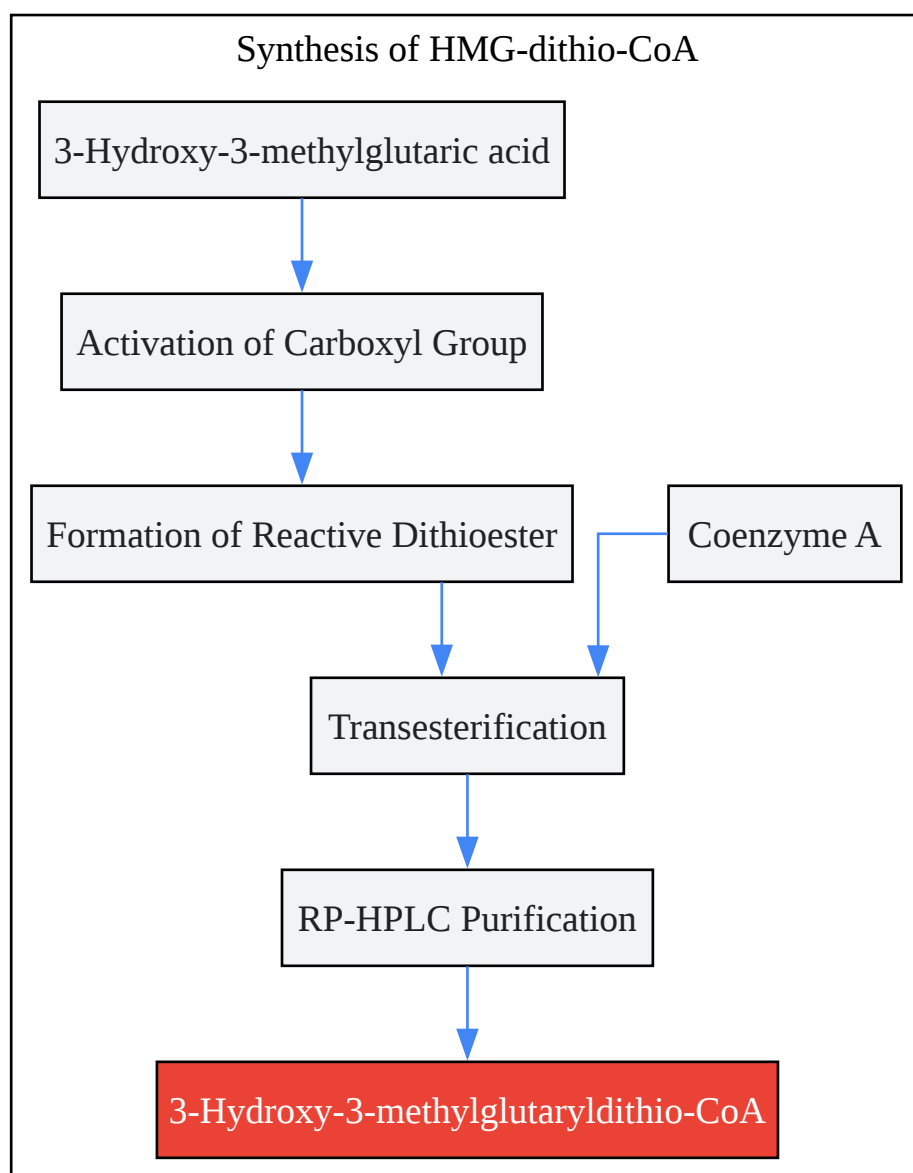 Synthesis of HMG-dithio-CoA
3-Hydroxy-3-methylglutaric acid
Activation of Carboxyl Group
Formation of Reactive Dithioester
Coenzyme A
Transesterification
RP-HPLC Purification
3-Hydroxy-3-methylglutaryldithio-CoA